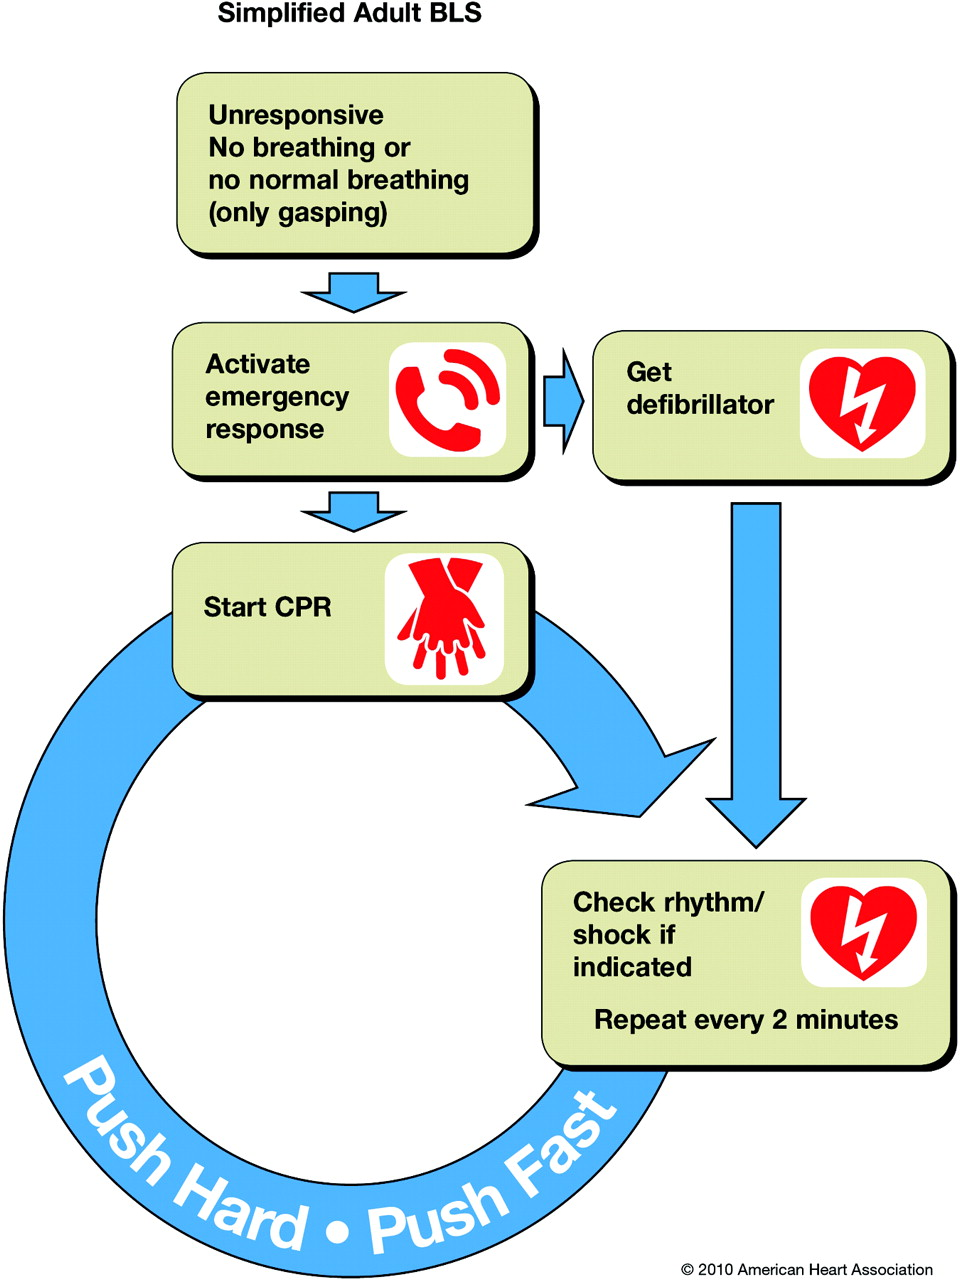 Simplified Adult BLS
Unresponsive
No breathing or
no normal breathing
(only gasping)
Activate
emergency
response
Get
defibrillator
Start CPR
Check rhythm/
shock if
indicated
Repeat every 2 minutes
Push Hard • Push Fast
© 2010 American Heart Association